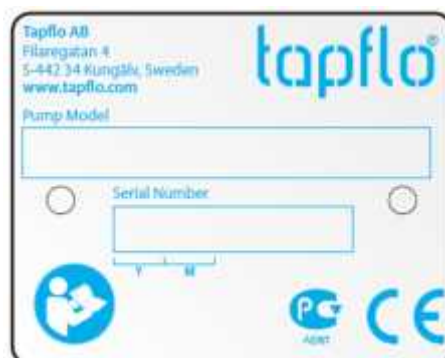 Tapflo AB
Filaregatan 4
S-442 34 Kungälv, Sweden
www.tapflo.com
tapflo®
Pump Model
Serial Number
Y M
CE